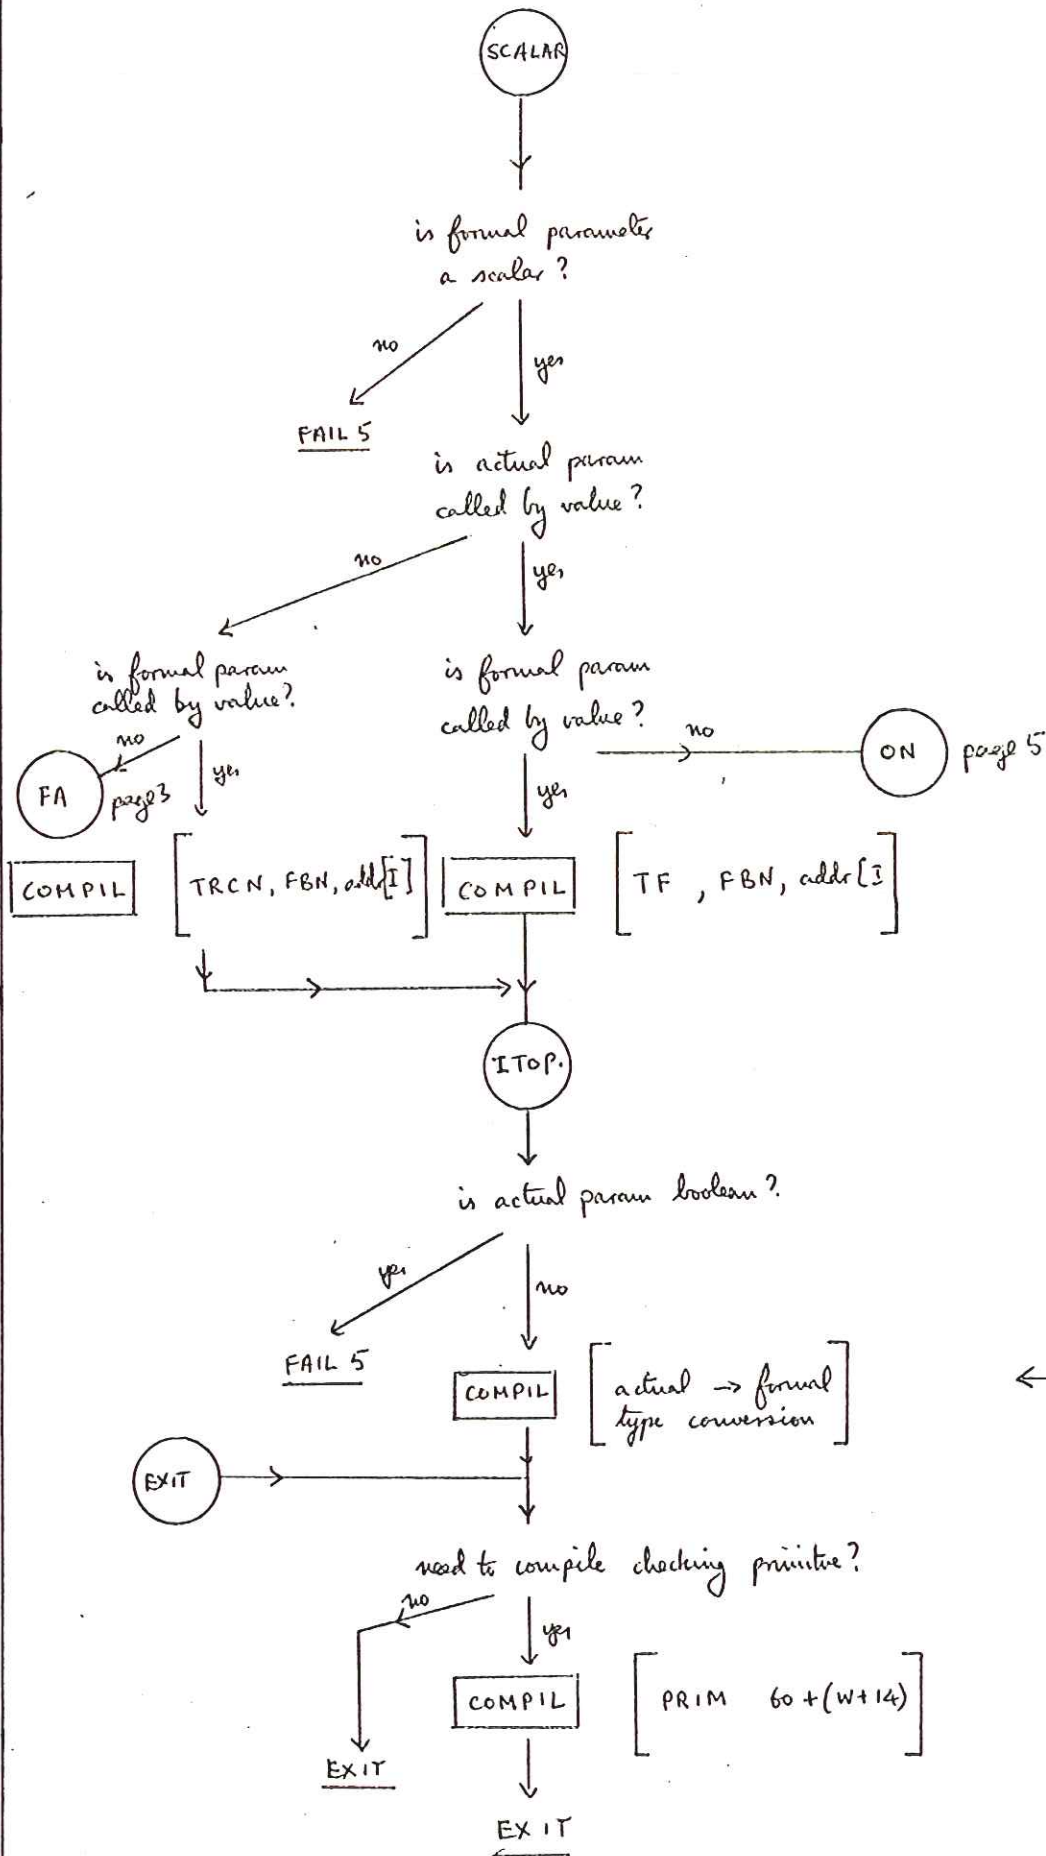 SCALAR
is formal parameter
a scalar?
no
yes
FAIL 5
is actual param
called by value?
no
yes
is formal param
called by value?
is formal param
called by value?
no
yes
no
ON
page 5
FA
page 3
yes
COMPIL
[TRCN, FBN, addr[I]]
COMPIL
[TF , FBN, addr[I]
ITOP.
is actual param boolean?
yes
no
FAIL 5
COMPIL
[actual → formal
type conversion]
←
EXIT
need to compile checking primitve?
no
yes
COMPIL
[PRIM 60+(W+14)]
EXIT
EXIT